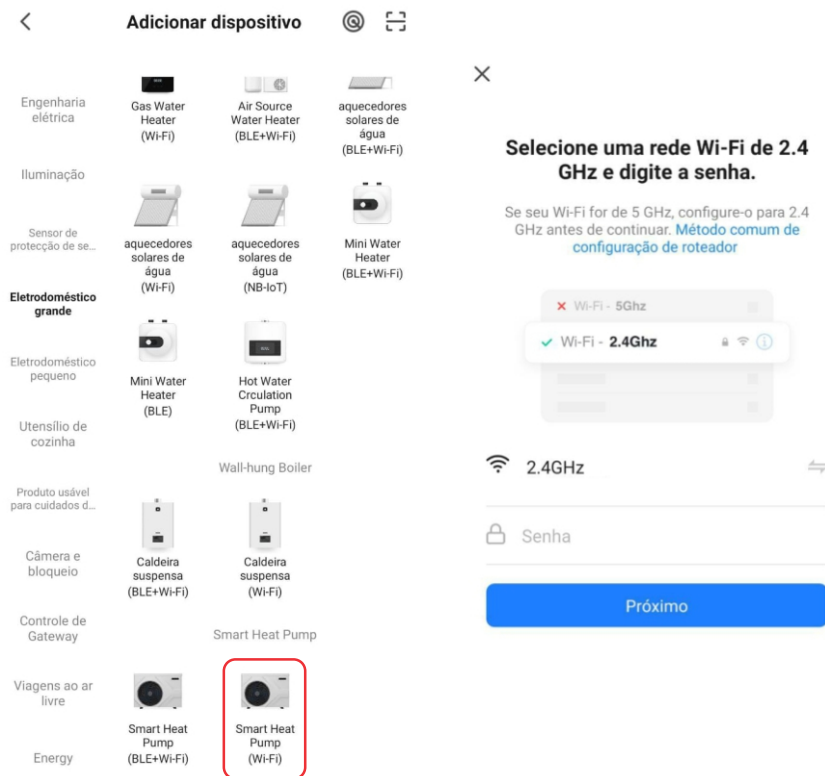 Adicionar dispositivo
Engenharia
elétrica
Iluminação
Sensor de
protecção de se...
Eletrodoméstico
grande
Eletrodoméstico
pequeno
Utensílio de
cozinha
Produto usável
para cuidados d...
Câmera e
bloqueio
Controle de
Gateway
Viagens ao ar
livre
Energy
Gas Water
Heater
(Wi-Fi)
Air Source
Water Heater
(BLE+Wi-Fi)
aquecedores
solares de
água
(BLE+Wi-Fi)
aquecedores
solares de
água
(Wi-Fi)
aquecedores
solares de
água
(NB-IoT)
Mini Water
Heater
(BLE+Wi-Fi)
Mini Water
Heater
(BLE)
Hot Water
Crculation
Pump
(BLE+Wi-Fi)
Wall-hung Boiler
Caldeira
suspensa
(BLE+Wi-Fi)
Caldeira
suspensa
(Wi-Fi)
Smart Heat Pump
Smart Heat
Pump
(BLE+Wi-Fi)
Smart Heat
Pump
(Wi-Fi)
Selecione uma rede Wi-Fi de 2.4
GHz e digite a senha.
Se seu Wi-Fi for de 5 GHz, configure-o para 2.4
GHz antes de continuar. Método comum de
configuração de roteador
Wi-Fi - 5Ghz
Wi-Fi - 2.4Ghz
2.4GHz
Senha
Próximo